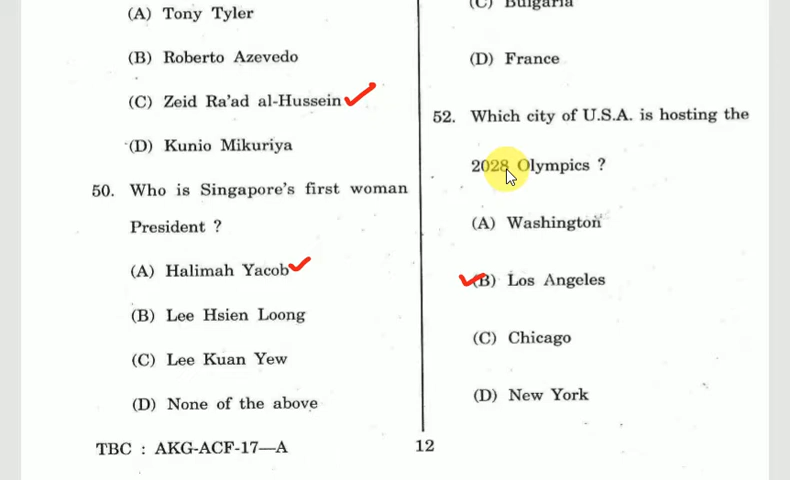 (A) Tony Tyler
(B) Roberto Azevedo
(C) Zeid Ra'ad al-Hussein
(D) Kunio Mikuriya
50. Who is Singapore's first woman
President ?
(A) Halimah Yacob
(B) Lee Hsien Loong
(C) Lee Kuan Yew
(D) None of the above
(C) Bulgaria
(D) France
52. Which city of U.S.A. is hosting the
2028 Olympics ?
(A) Washington
(B) Los Angeles
(C) Chicago
(D) New York
TBC : AKG-ACF-17—A
12